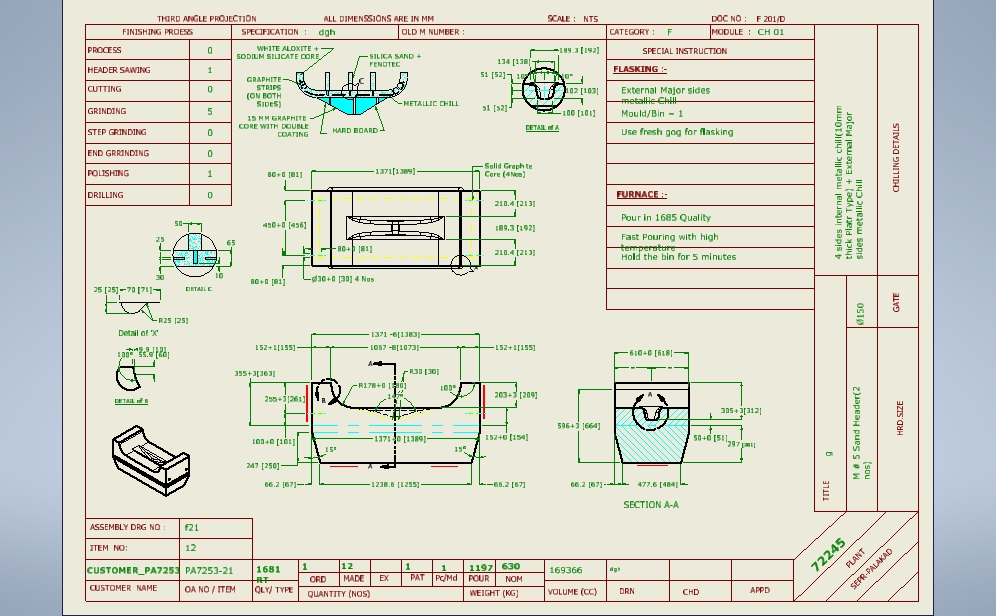 THIRD ANGLE PROJECTION ALL DIMENSIONS ARE IN MM SCALE : NTS DOC NO : F 201/D
FINISHING PROESS SPECIFICATION : dgh OLD M NUMBER : CATEGORY : F MODULE : CH 01
PROCESS 0
HEADER SAWING 1
CUTTING 0
GRINDING 5
STEP GRINDING 0
END GRRINDING 0
POLISHING 1
DRILLING 0
WHITE ALOXITE +
SODIUM SILICATE CORE
SILICA SAND +
FENOTEC
C
GRAPHITE
STRIPS
(ON BOTH
SIDES)
METALLIC CHILL
15 MM GRAPHITE
CORE WITH DOUBLE
COATING
HARD BOARD
189.3 [192]
134 [138]
51 [52]
102 [103]
51 [52]
100 [101]
DETAIL of A
SPECIAL INSTRUCTION
FLASKING :-
External Major sides
metallic Chill
Mould/Bin = 1
Use fresh gog for flasking
FURNACE :-
Pour in 1685 Quality
Fast Pouring with high
temperature
Hold the bin for 5 minutes
4 sides internal metallic chill(10mm
thick Platr Type) + External Major
sides metallic Chill
CHILLING DETAILS
Ø150
GATE
M # 5 Sand Header(2
nos)
HRD.SIZE
g
TITLE
1371[1389]
Solid Graphite
Core (4Nos)
80+0 [81]
450+0 [456]
80+0 [81]
80+0 [81]
Ø30+0 [30] 4 Nos
210.4 [213]
189.3 [192]
210.4 [213]
50
25
65
30
10
DETAIL C
25 [25]
70 [71]
R25 [25]
Detail of 'X'
9.9 [10]
100°
55.9 [60]
DETAIL of B
1371 -6[1383]
152+1[155] 1067 -8[1073] 152+1[155]
A
355+3[363]
R30 [30]
R178+0
B
100°
255+3[261]
203+3 [209]
100+0 [101]
1371-0 [1389]
152+0 [154]
15°
15°
247 [250]
A
66.2 [67] 1238.6 [1255] 66.2 [67]
610+0 [618]
A
596+3 [664]
305+3[312]
50+0 [51]
297 [301]
66.2 [67] 477.6 [484]
SECTION A-A
ASSEMBLY DRG NO : f21
ITEM NO: 12
CUSTOMER_PA7253 PA7253-21 1681
RT
1 12 1 1 1197 630 169366 dgh
ORD MADE EX PAT Pc/Md POUR NOM
CUSTOMER NAME OA NO / ITEM QLY/ TYPE QUANTITY (NOS) WEIGHT (KG) VOLUME (CC) DRN CHD APPD
72245
PLANT
SEPR-PALAKAD